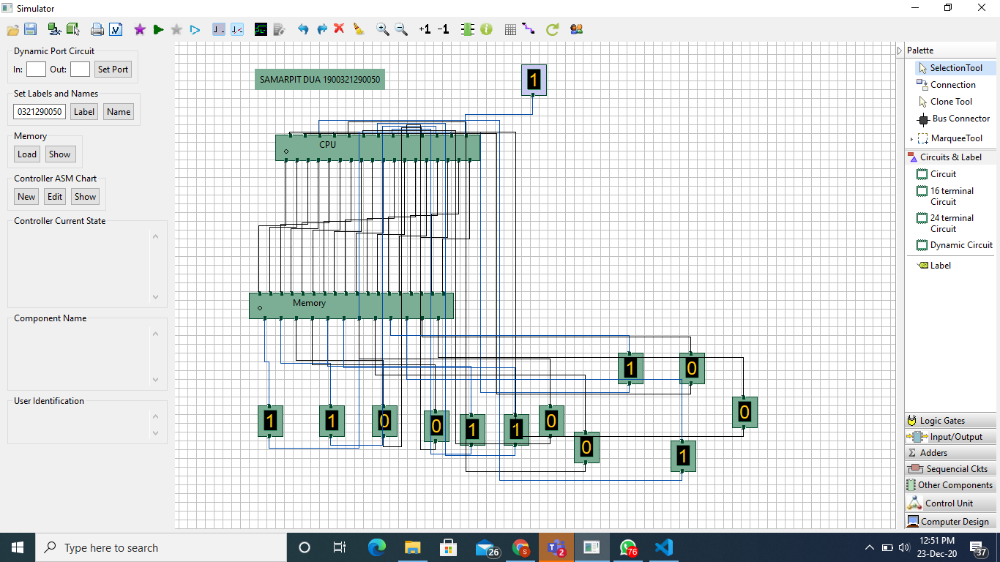 Simulator
+1 -1
Dynamic Port Circuit
In: Out: Set Port
Set Labels and Names
0321290050 Label Name
Memory
Load Show
Controller ASM Chart
New Edit Show
Controller Current State
Component Name
User Identification
SAMARPIT DUA 1900321290050
1
CPU
Memory
1 0
1 1 0 0 1 1 0 0 0 1
Palette
SelectionTool
Connection
Clone Tool
Bus Connector
MarqueeTool
Circuits & Label
Circuit
16 terminal
Circuit
24 terminal
Circuit
Dynamic Circuit
Label
Logic Gates
Input/Output
Σ Adders
Sequencial Ckts
Other Components
Control Unit
Computer Design
Type here to search
26
S
2
76
12:51 PM
23-Dec-20
37